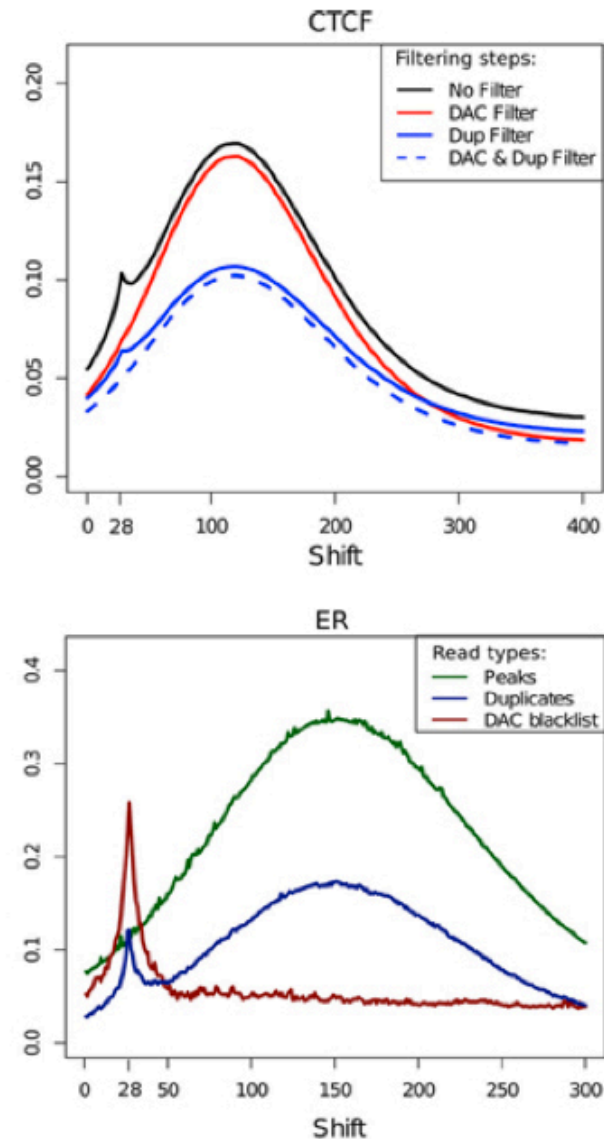 CTCF
Filtering steps:
No Filter
DAC Filter
Dup Filter
DAC & Dup Filter
0.20
0.15
0.10
0.05
0.00
0 28 100 200 300 400
Shift
ER
Read types:
Peaks
Duplicates
DAC blacklist
0.4
0.3
0.2
0.1
0.0
0 28 50 100 150 200 250 300
Shift